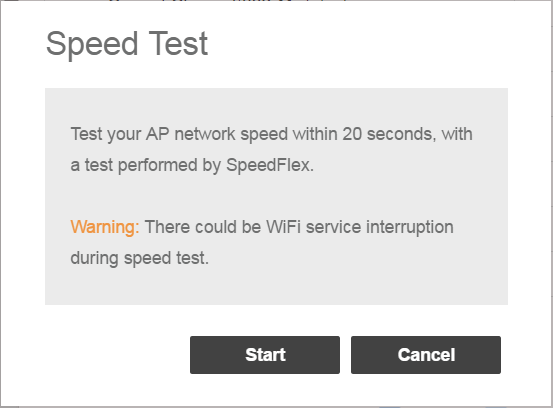 Speed Test
Test your AP network speed within 20 seconds, with
a test performed by SpeedFlex.
Warning: There could be WiFi service interruption
during speed test.
Start
Cancel